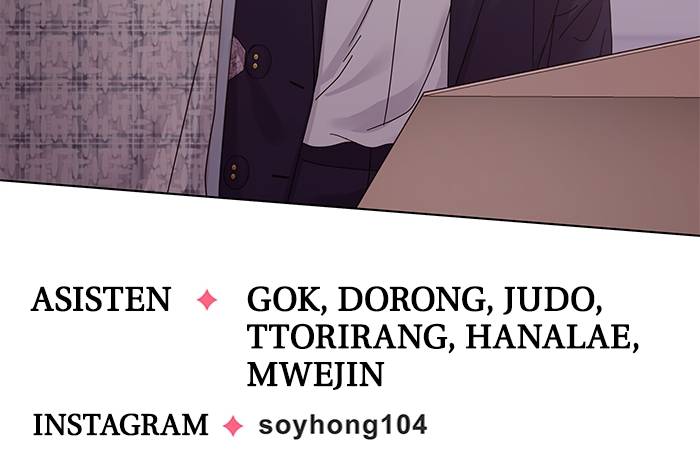 ASISTEN ✦ GOK, DORONG, JUDO,
TTORIRANG, HANALAE,
MWEJIN
INSTAGRAM ✦ soyhong104